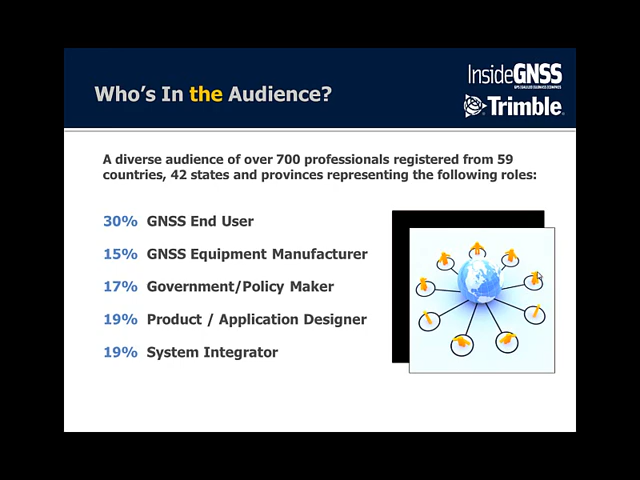 InsideGNSS
Who's In the Audience?
Trimble
A diverse audience of over 700 professionals registered from 59
countries, 42 states and provinces representing the following roles:
30% GNSS End User
15% GNSS Equipment Manufacturer
17% Government/Policy Maker
19% Product / Application Designer
19% System Integrator